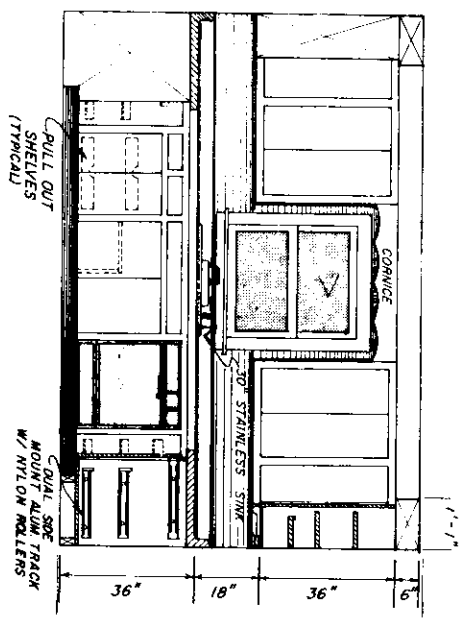 CORNICE
30" STAINLESS SINK
PULL OUT
SHELVES
(TYPICAL)
DUAL SIDE
MOUNT ALUM TRACK
W/ NYLON ROLLERS
1'-1"
36"
18"
36"
6"